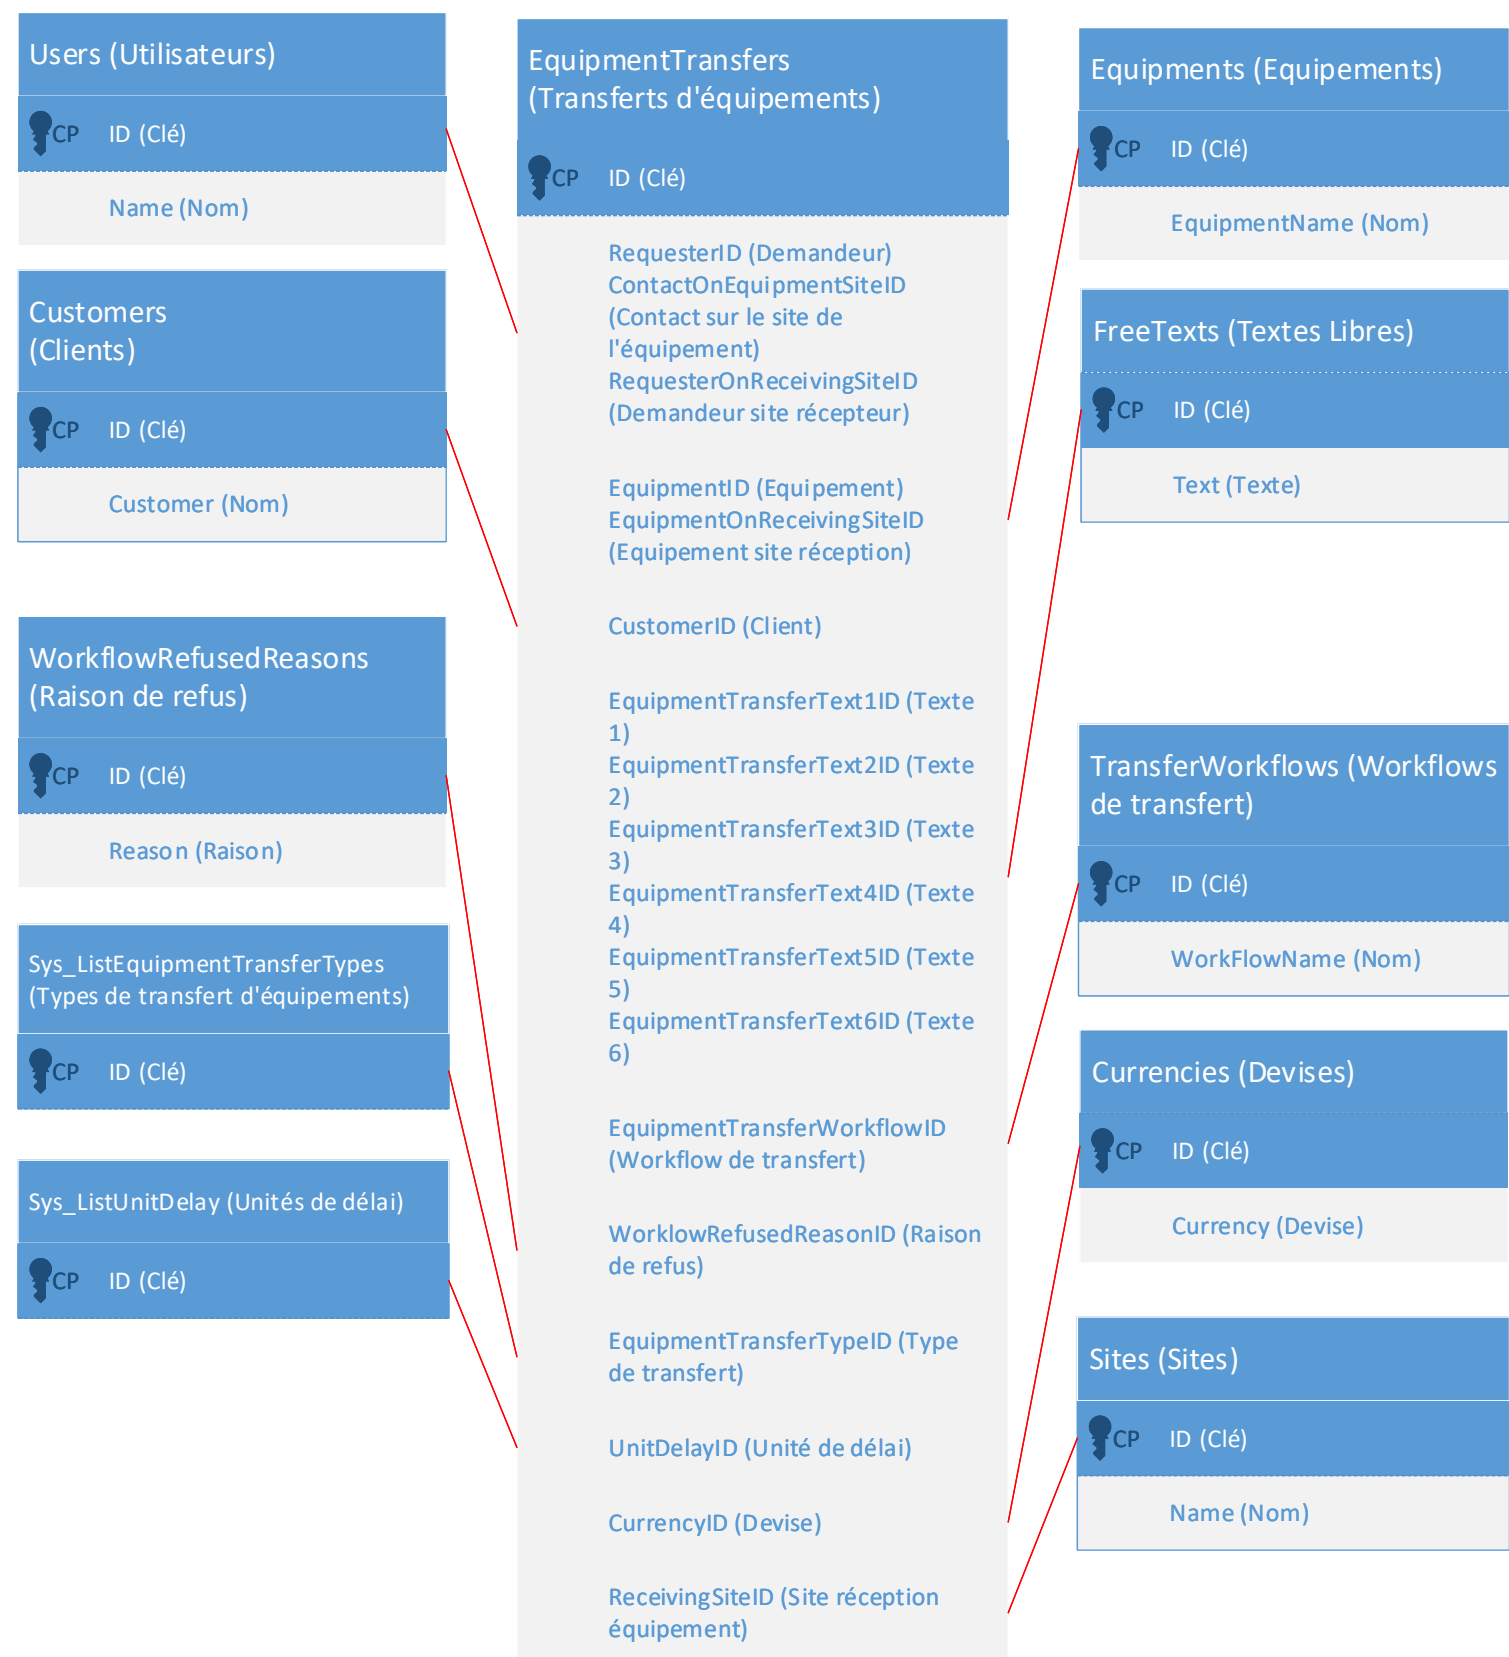 Users (Utilisateurs)
CP ID (Clé)
Name (Nom)
Customers
(Clients)
CP ID (Clé)
Customer (Nom)
WorkflowRefusedReasons
(Raison de refus)
CP ID (Clé)
Reason (Raison)
Sys_ListEquipmentTransferTypes
(Types de transfert d'équipements)
CP ID (Clé)
Sys_ListUnitDelay (Unités de délai)
CP ID (Clé)
EquipmentTransfers
(Transferts d'équipements)
CP ID (Clé)
RequesterID (Demandeur)
ContactOnEquipmentSiteID
(Contact sur le site de
l'équipement)
RequesterOnReceivingSiteID
(Demandeur site récepteur)
EquipmentID (Equipement)
EquipmentOnReceivingSiteID
(Equipement site réception)
CustomerID (Client)
EquipmentTransferText1ID (Texte
1)
EquipmentTransferText2ID (Texte
2)
EquipmentTransferText3ID (Texte
3)
EquipmentTransferText4ID (Texte
4)
EquipmentTransferText5ID (Texte
5)
EquipmentTransferText6ID (Texte
6)
EquipmentTransferWorkflowID
(Workflow de transfert)
WorklowRefusedReasonID (Raison
de refus)
EquipmentTransferTypeID (Type
de transfert)
UnitDelayID (Unité de délai)
CurrencyID (Devise)
ReceivingSiteID (Site réception
équipement)
Equipments (Equipements)
CP ID (Clé)
EquipmentName (Nom)
FreeTexts (Textes Libres)
CP ID (Clé)
Text (Texte)
TransferWorkflows (Workflows
de transfert)
CP ID (Clé)
WorkFlowName (Nom)
Currencies (Devises)
CP ID (Clé)
Currency (Devise)
Sites (Sites)
CP ID (Clé)
Name (Nom)